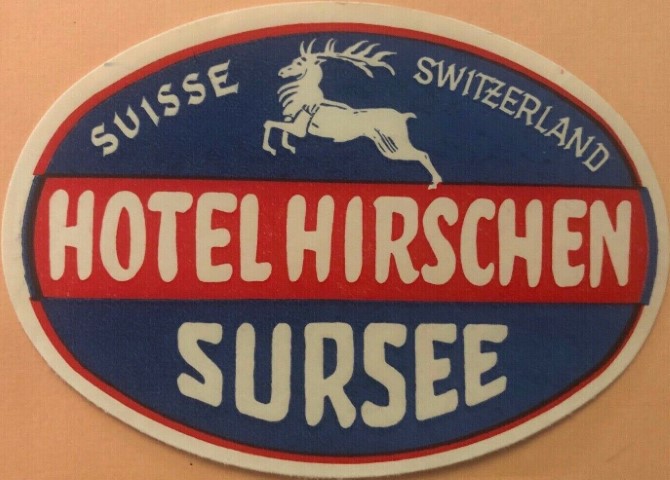 SUISSE
SWITZERLAND
HOTEL HIRSCHEN
SURSEE